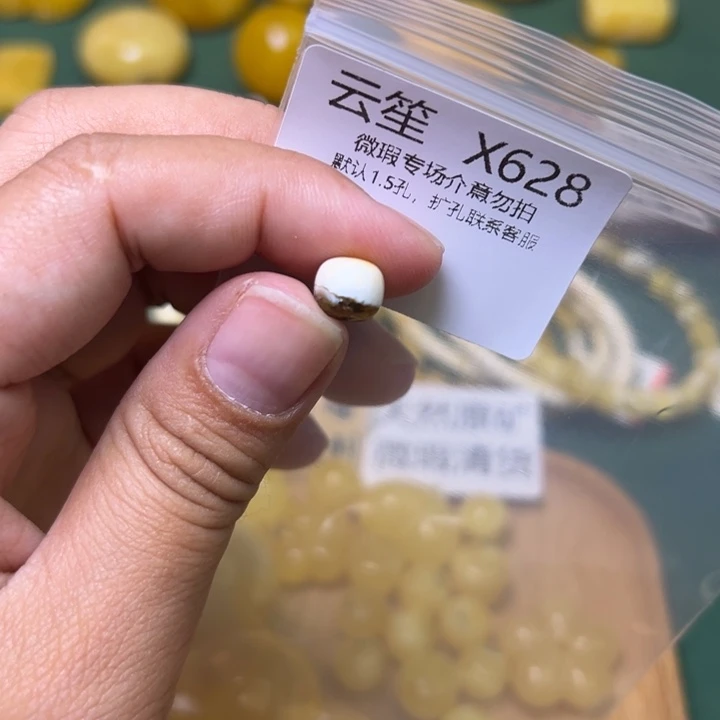 云笙 X628
微瑕专场介意勿拍
默认1.5孔，扩孔联系客服
天然原矿
微瑕清货